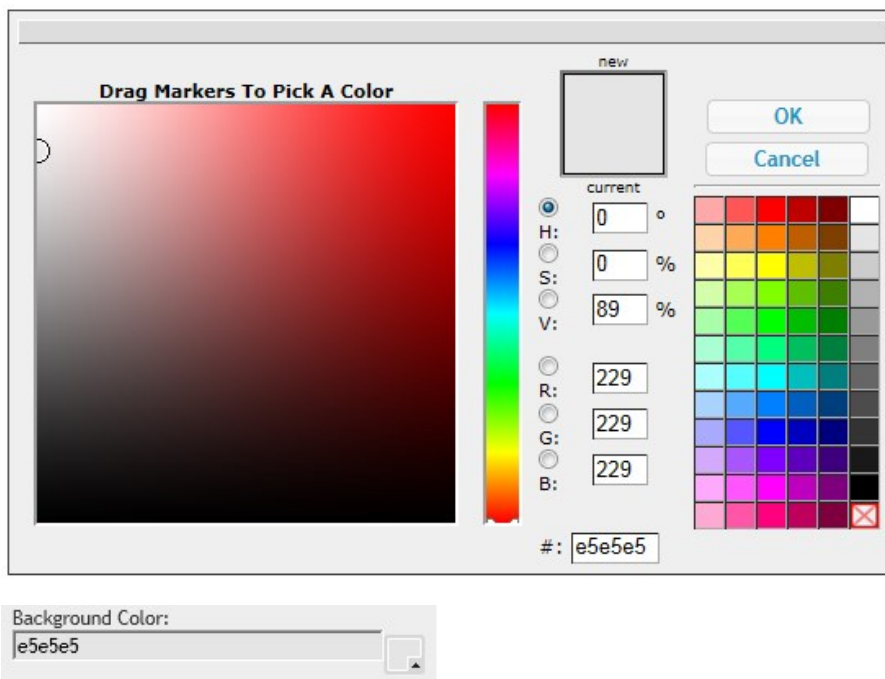 new
Drag Markers To Pick A Color
OK
Cancel
current
H: 0 °
S: 0 %
V: 89 %
R: 229
G: 229
B: 229
#: e5e5e5
Background Color:
e5e5e5